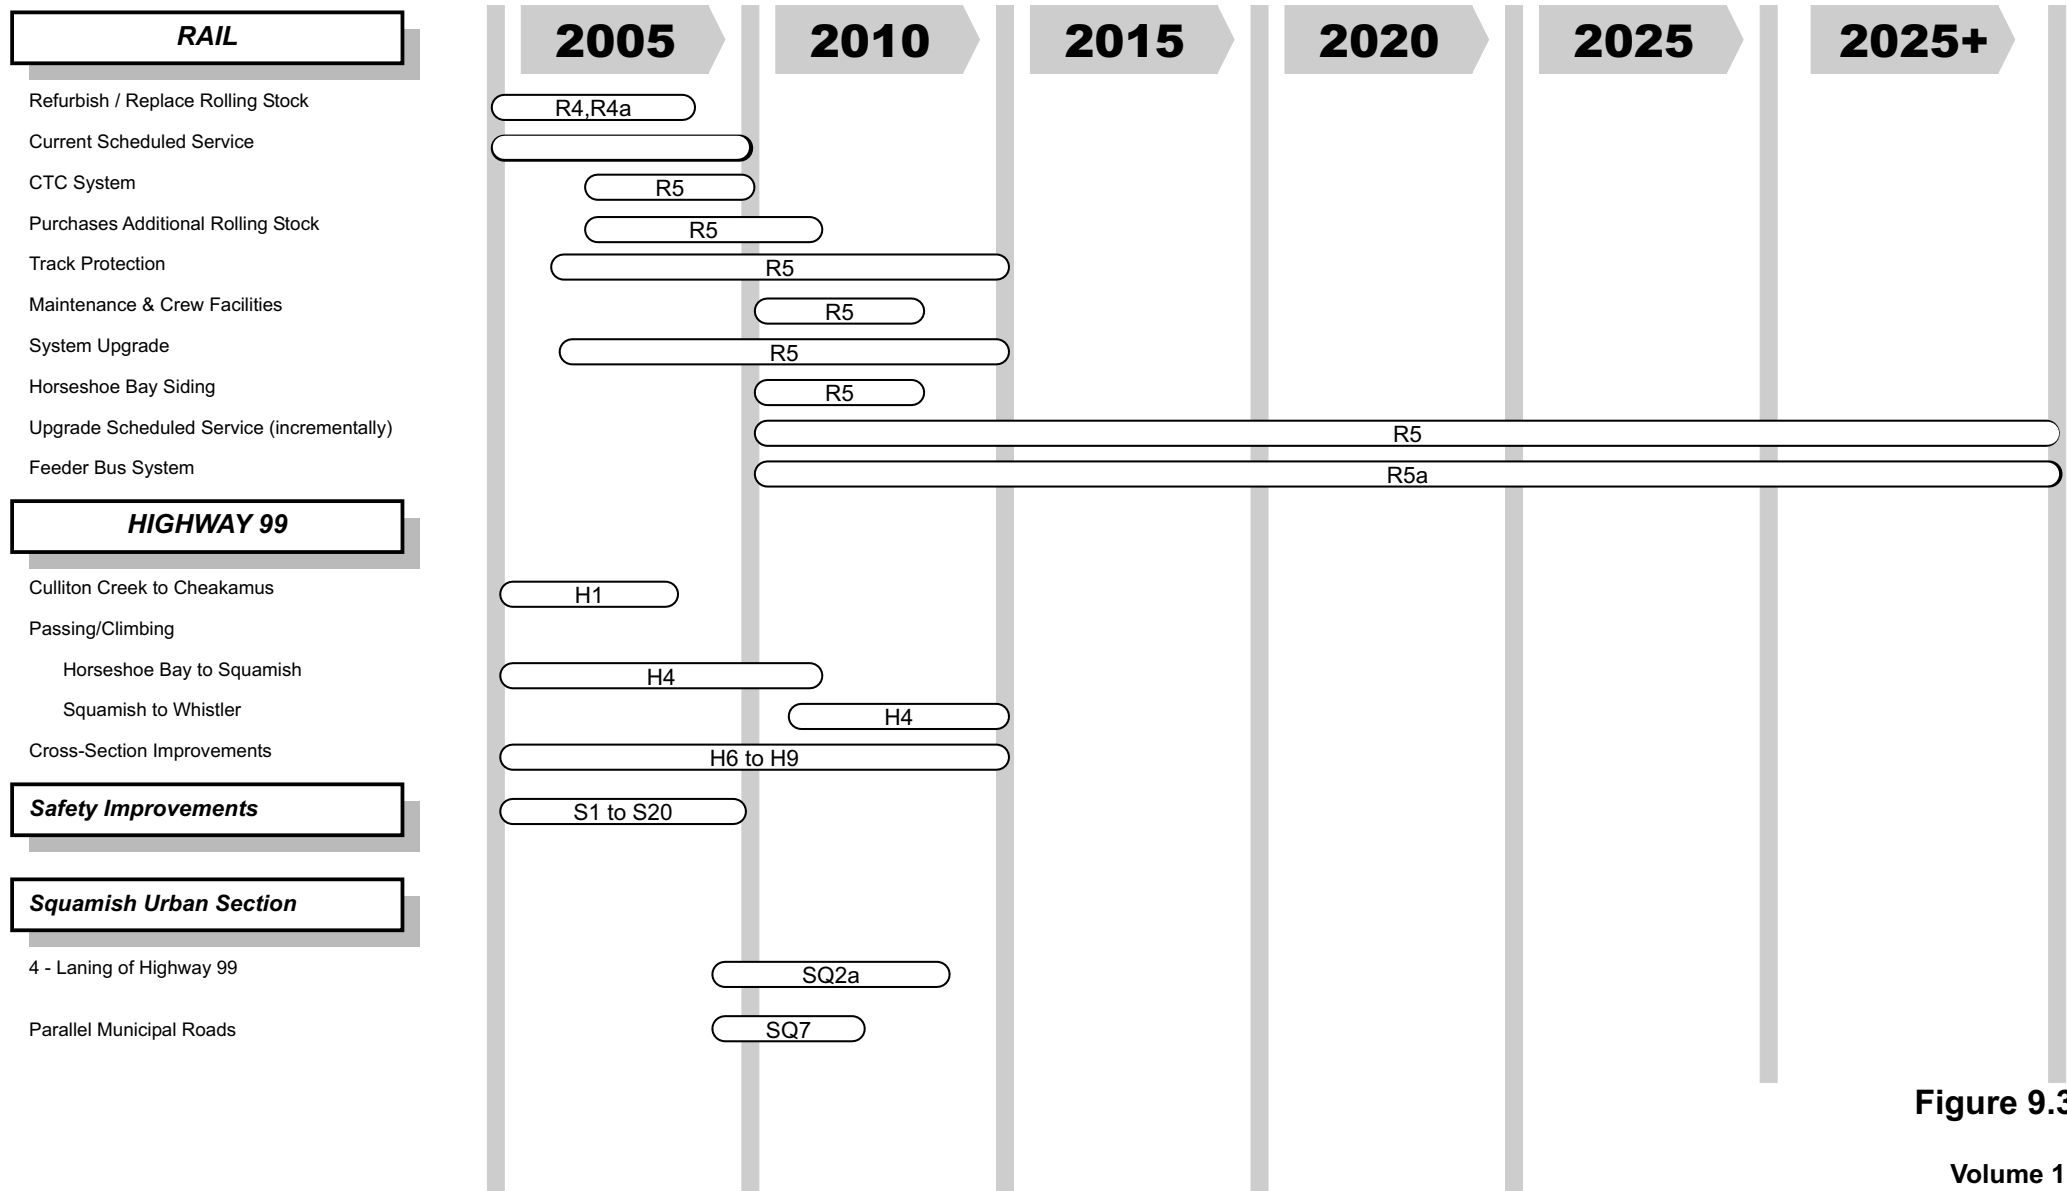 RAIL 2005 2010 2015 2020 2025 2025+
Refurbish / Replace Rolling Stock R4,R4a
Current Scheduled Service
CTC System R5
Purchases Additional Rolling Stock R5
Track Protection R5
Maintenance & Crew Facilities R5
System Upgrade R5
Horseshoe Bay Siding R5
Upgrade Scheduled Service (incrementally) R5
Feeder Bus System R5a
HIGHWAY 99
Culliton Creek to Cheakamus H1
Passing/Climbing
Horseshoe Bay to Squamish H4
Squamish to Whistler H4
Cross-Section Improvements H6 to H9
Safety Improvements S1 to S20
Squamish Urban Section
4 - Laning of Highway 99 SQ2a
Parallel Municipal Roads SQ7
Figure 9.3
Volume 1